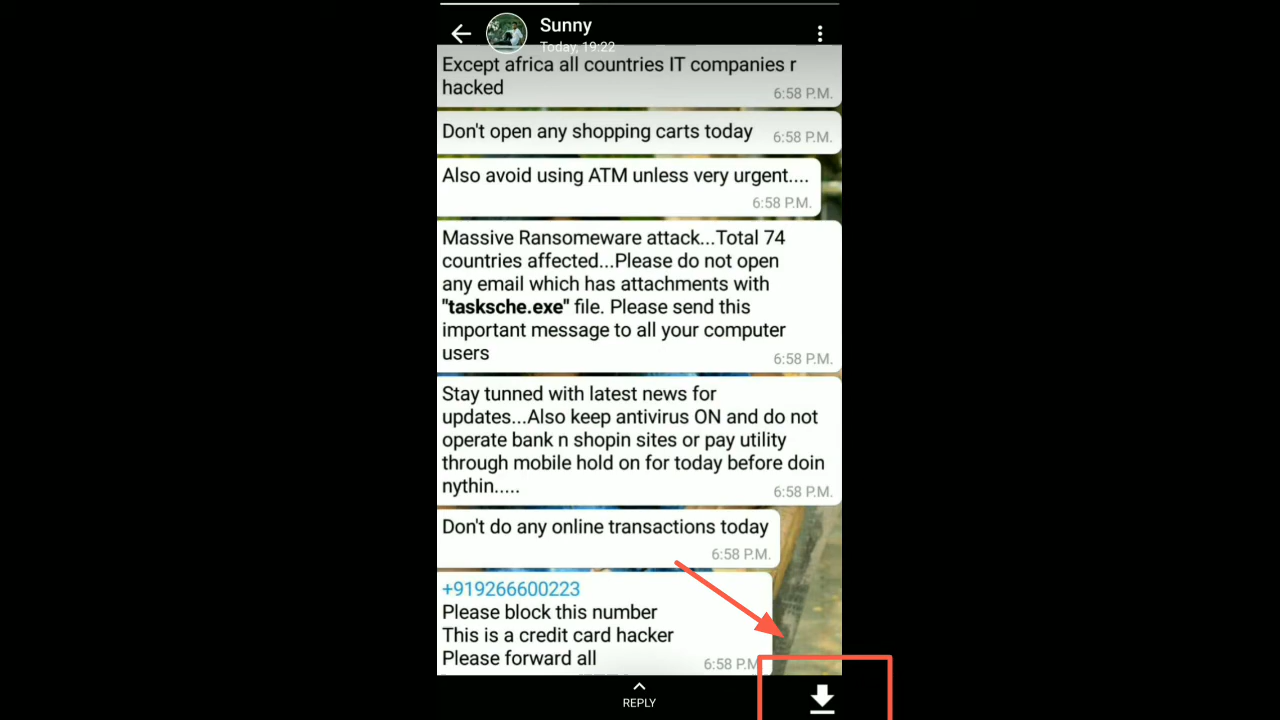 Sunny
Today, 19:22
Except africa all countries IT companies r
hacked
6:58 P.M.
Don't open any shopping carts today
6:58 P.M.
Also avoid using ATM unless very urgent....
6:58 P.M.
Massive Ransomeware attack...Total 74
countries affected...Please do not open
any email which has attachments with
"tasksche.exe" file. Please send this
important message to all your computer
users
6:58 P.M.
Stay tunned with latest news for
updates...Also keep antivirus ON and do not
operate bank n shopin sites or pay utility
through mobile hold on for today before doin
nythin.....
6:58 P.M.
Don't do any online transactions today
6:58 P.M.
+919266600223
Please block this number
This is a credit card hacker
Please forward all
6:58 P.M
REPLY